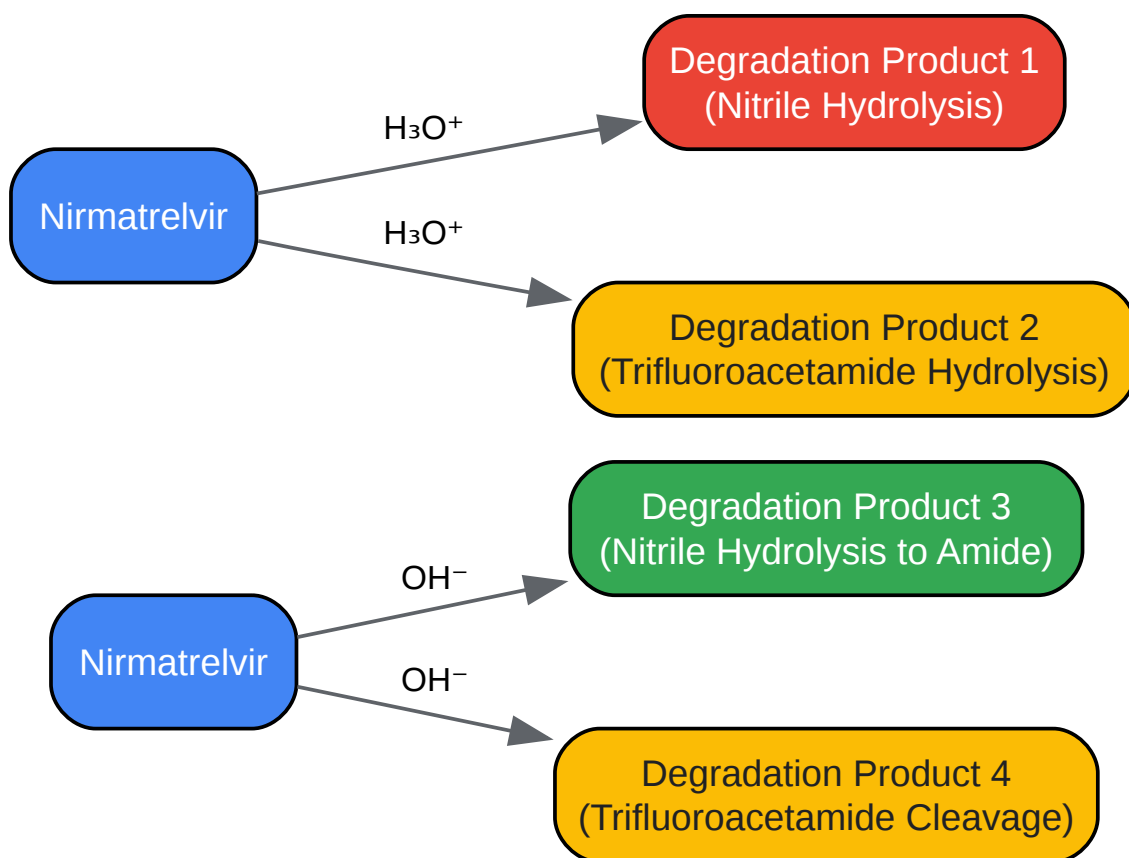 Degradation Product 1
(Nitrile Hydrolysis)
H₃O⁺
Nirmatrelvir
H₃O⁺
Degradation Product 2
(Trifluoroacetamide Hydrolysis)
Degradation Product 3
(Nitrile Hydrolysis to Amide)
OH⁻
Nirmatrelvir
OH⁻
Degradation Product 4
(Trifluoroacetamide Cleavage)